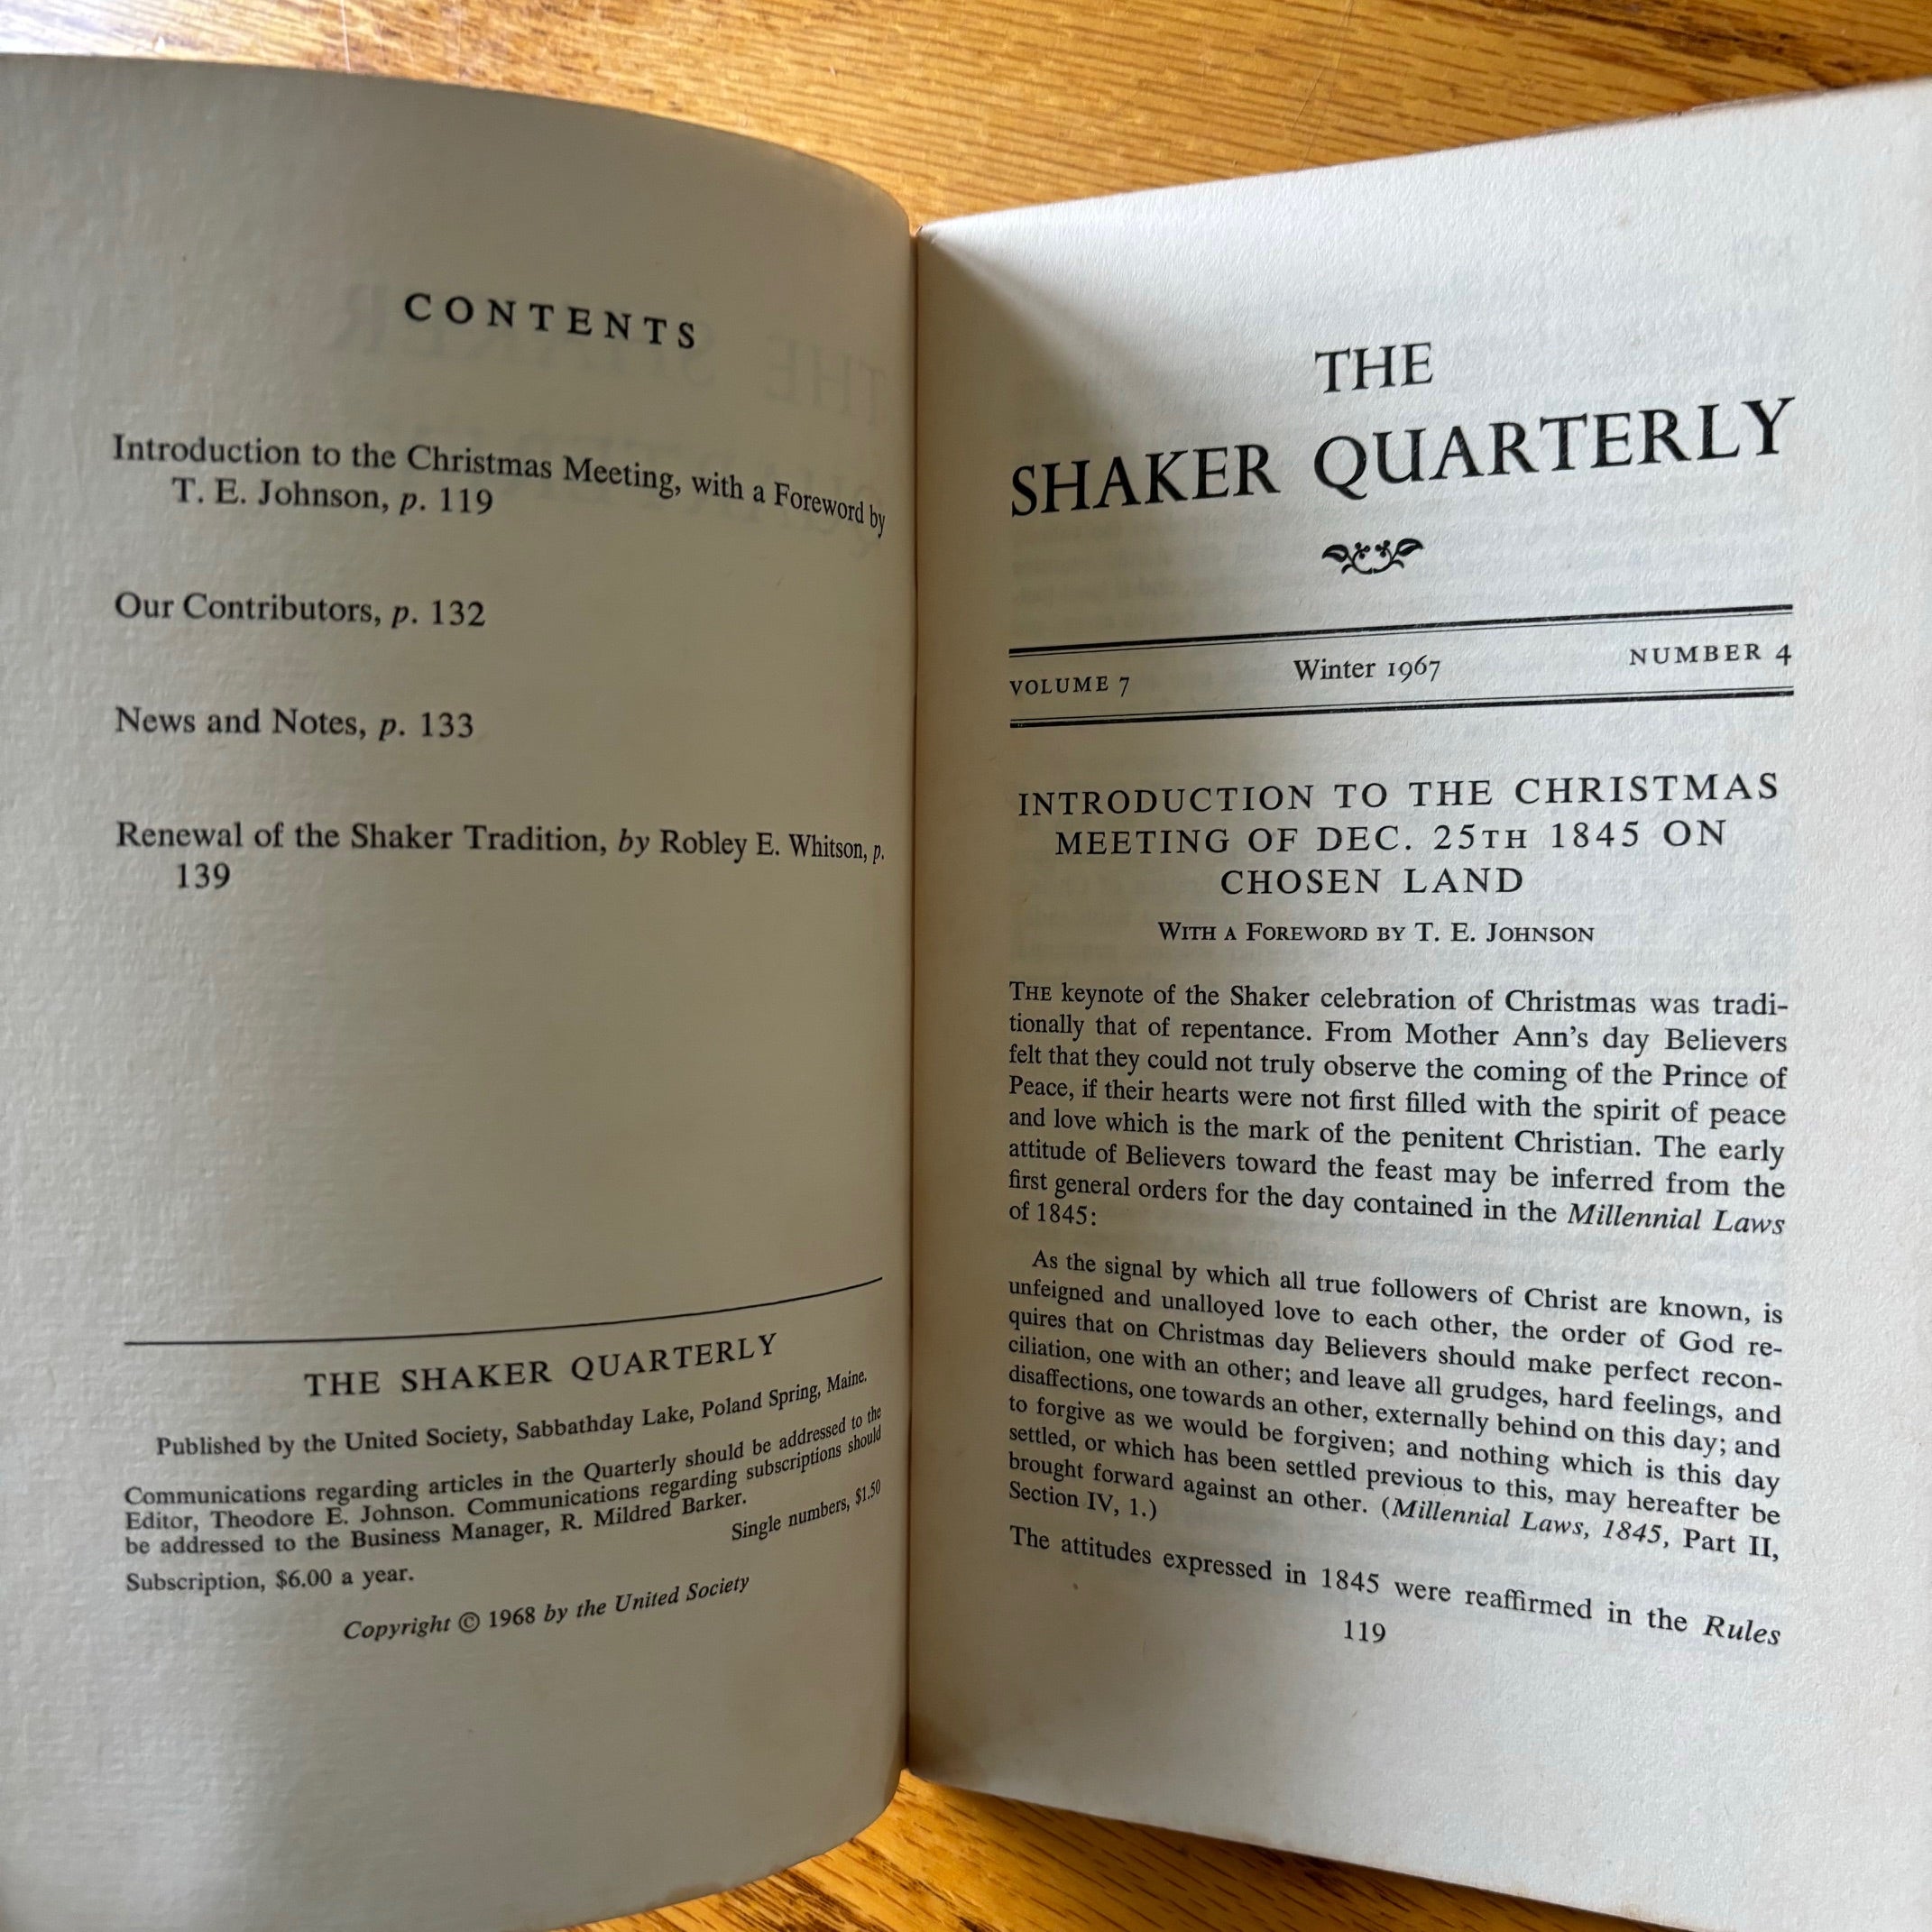 CONTENTS
Introduction to the Christmas Meeting, with a Foreword by
T. E. Johnson, p. 119
Our Contributors, p. 132
News and Notes, p. 133
Renewal of the Shaker Tradition, by Robley E. Whitson, p.
139
THE SHAKER QUARTERLY
Published by the United Society, Sabbathday Lake, Poland Spring, Maine.
Communications regarding articles in the Quarterly should be addressed to the
Editor, Theodore E. Johnson. Communications regarding subscriptions should
be addressed to the Business Manager, R. Mildred Barker.
Single numbers, $1.50
Subscription, $6.00 a year.
Copyright © 1968 by the United Society
THE
SHAKER QUARTERLY
VOLUME 7 Winter 1967 NUMBER 4
INTRODUCTION TO THE CHRISTMAS
MEETING OF DEC. 25TH 1845 ON
CHOSEN LAND
WITH A FOREWORD BY T. E. JOHNSON
THE keynote of the Shaker celebration of Christmas was tradi-
tionally that of repentance. From Mother Ann's day Believers
felt that they could not truly observe the coming of the Prince of
Peace, if their hearts were not first filled with the spirit of peace
and love which is the mark of the penitent Christian. The early
attitude of Believers toward the feast may be inferred from the
first general orders for the day contained in the Millennial Laws
of 1845:
As the signal by which all true followers of Christ are known, is
unfeigned and unalloyed love to each other, the order of God re-
quires that on Christmas day Believers should make perfect recon-
ciliation, one with an other; and leave all grudges, hard feelings, and
disaffections, one towards an other, externally behind on this day; and
to forgive as we would be forgiven; and nothing which is this day
settled, or which has been settled previous to this, may hereafter be
brought forward against an other. (Millennial Laws, 1845, Part II,
Section IV, 1.)
The attitudes expressed in 1845 were reaffirmed in the Rules
119